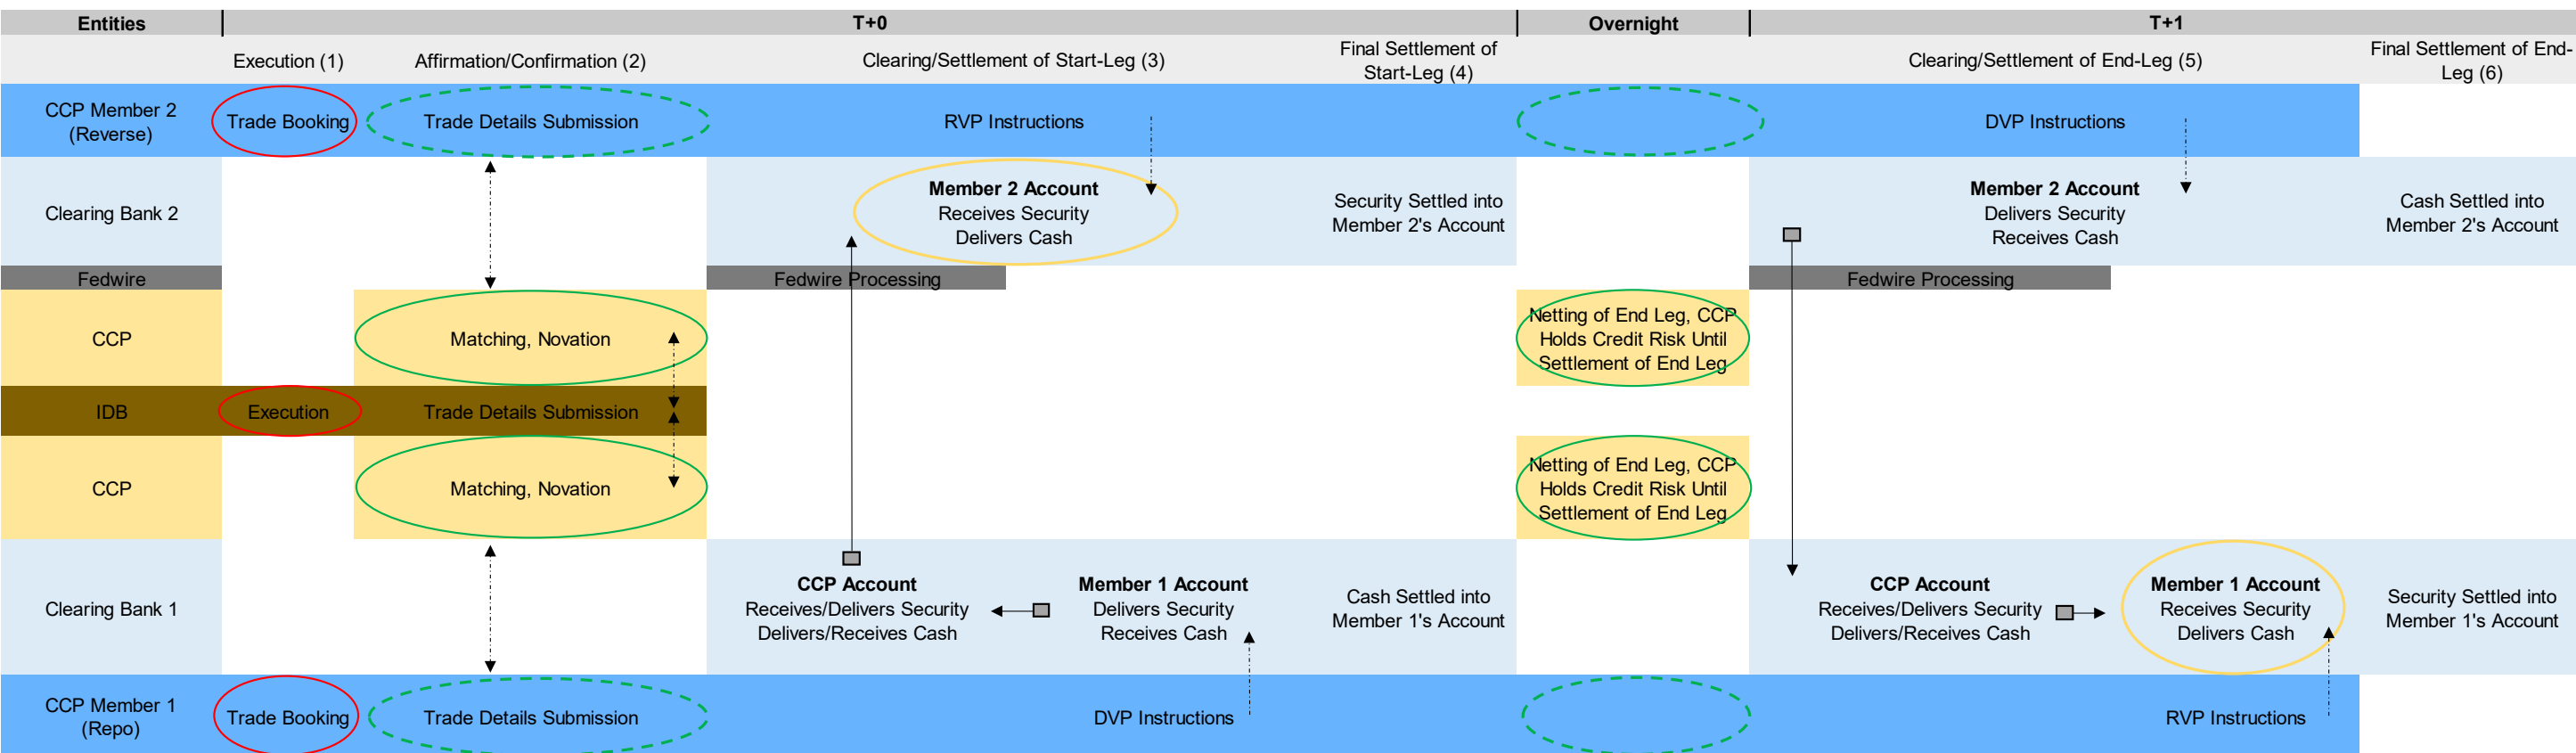 Entities
T+0
Overnight
T+1
Execution (1)
Affirmation/Confirmation (2)
Clearing/Settlement of Start-Leg (3)
Final Settlement of
Start-Leg (4)
Clearing/Settlement of End-Leg (5)
Final Settlement of End-
Leg (6)
CCP Member 2
(Reverse)
Trade Booking
Trade Details Submission
RVP Instructions
DVP Instructions
Clearing Bank 2
Member 2 Account
Receives Security
Delivers Cash
Security Settled into
Member 2's Account
Member 2 Account
Delivers Security
Receives Cash
Cash Settled into
Member 2's Account
Fedwire
Fedwire Processing
Fedwire Processing
CCP
Matching, Novation
Netting of End Leg, CCP
Holds Credit Risk Until
Settlement of End Leg
IDB
Execution
Trade Details Submission
CCP
Matching, Novation
Netting of End Leg, CCP
Holds Credit Risk Until
Settlement of End Leg
Clearing Bank 1
CCP Account
Receives/Delivers Security
Delivers/Receives Cash
Member 1 Account
Delivers Security
Receives Cash
Cash Settled into
Member 1's Account
CCP Account
Receives/Delivers Security
Delivers/Receives Cash
Member 1 Account
Receives Security
Delivers Cash
Security Settled into
Member 1's Account
CCP Member 1
(Repo)
Trade Booking
Trade Details Submission
DVP Instructions
RVP Instructions